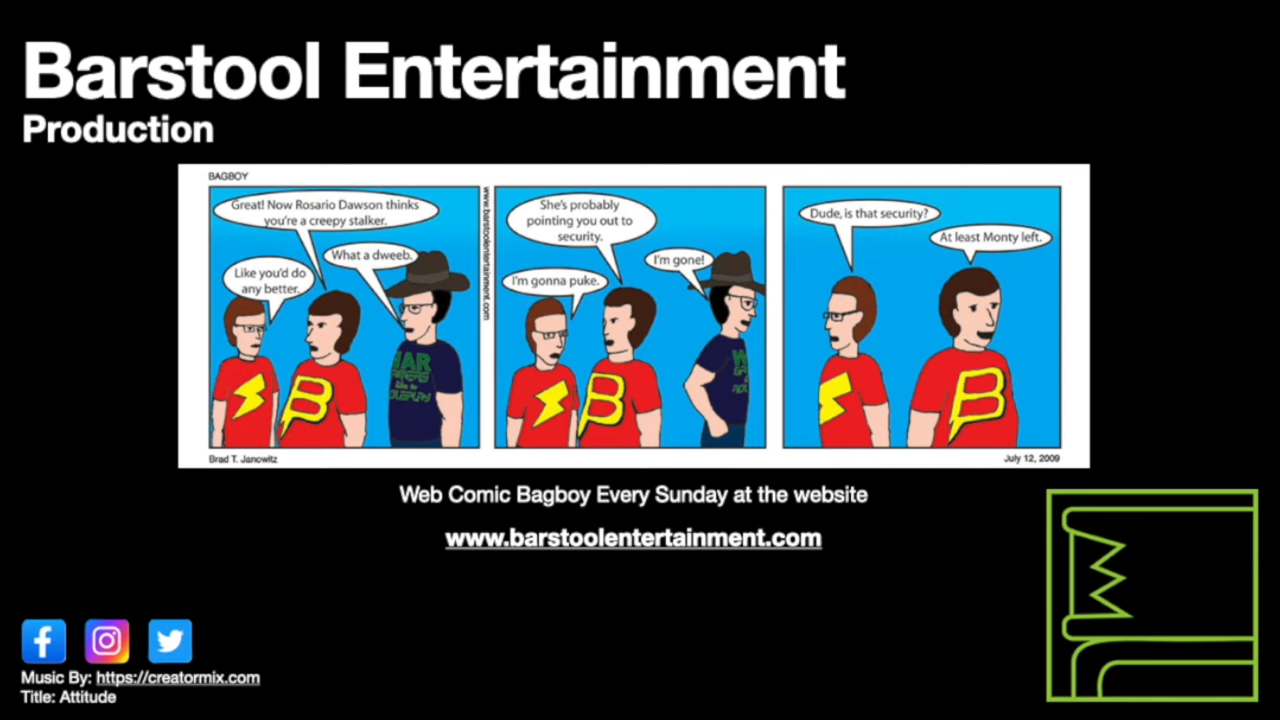 Barstool Entertainment
Production
BAGBOY
Great! Now Rosario Dawson thinks
you're a creepy stalker.
What a dweeb.
Like you'd do
any better.
www.barstoolentertainment.com
She's probably
pointing you out to
security.
I'm gone!
I'm gonna puke.
Dude, is that security?
At least Monty left.
B
B
B
Brad T. Janowitz
July 12, 2009
Web Comic Bagboy Every Sunday at the website
www.barstoolentertainment.com
Music By: https://creatormix.com
Title: Attitude